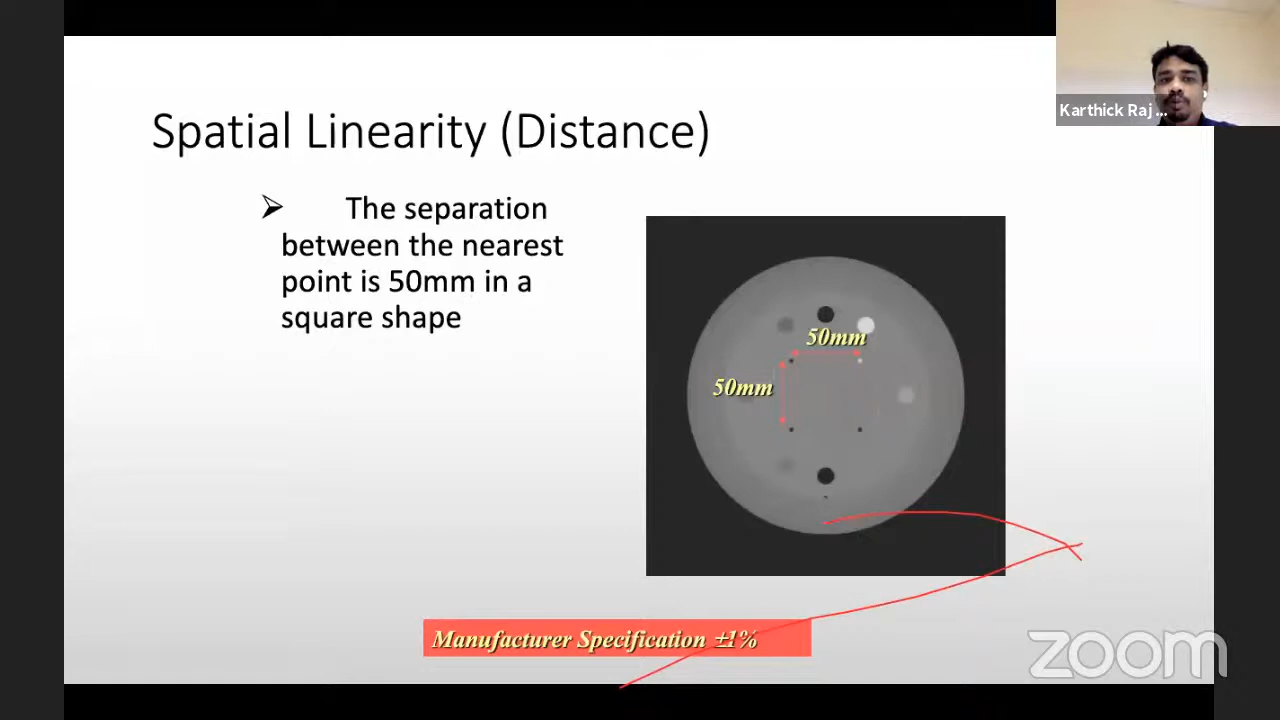 Karthick Raj ...
Spatial Linearity (Distance)
➢ The separation
between the nearest
point is 50mm in a
square shape
50mm
50mm
Manufacturer Specification ±1%
zoom